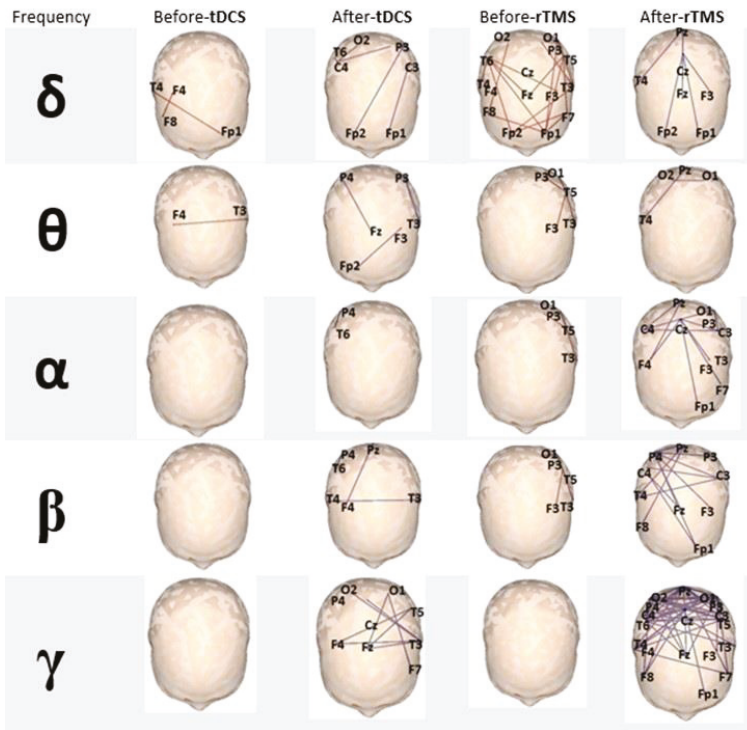 Frequency Before-tDCS After-tDCS Before-rTMS After-rTMS
δ
T4 F4 F8 Fp1
O2 P3 T6 C4 C3 Fp2 Fp1
O2 O1 P3 T6 T5 Cz T4 F4 Fz F3 T3 F8 F7 Fp2 Fp1
Pz T4 Cz Fz F3 Fp2 Fp1
θ
F4 T3
P4 P3 Fz T3 F3 Fp2
P3 O1 T5 F3 T3
O2 Pz O1 T4
α
P4 T6
O1 P3 T5 T3
Pz O1 C4 Cz P3 C3 F4 F3 T3 F7 Fp1
β
P4 Pz T6 T4 F4 T3
O1 P3 T5 F3 T3
P4 Pz P3 C4 C3 T4 Fz F3 F8 Fp1
γ
P4 O2 O1 T5 Cz F4 Fz T3 F7
Pz O2 P4 P3 T6 Cz T5 T4 F4 Fz F3 T3 F8 F7 Fp1